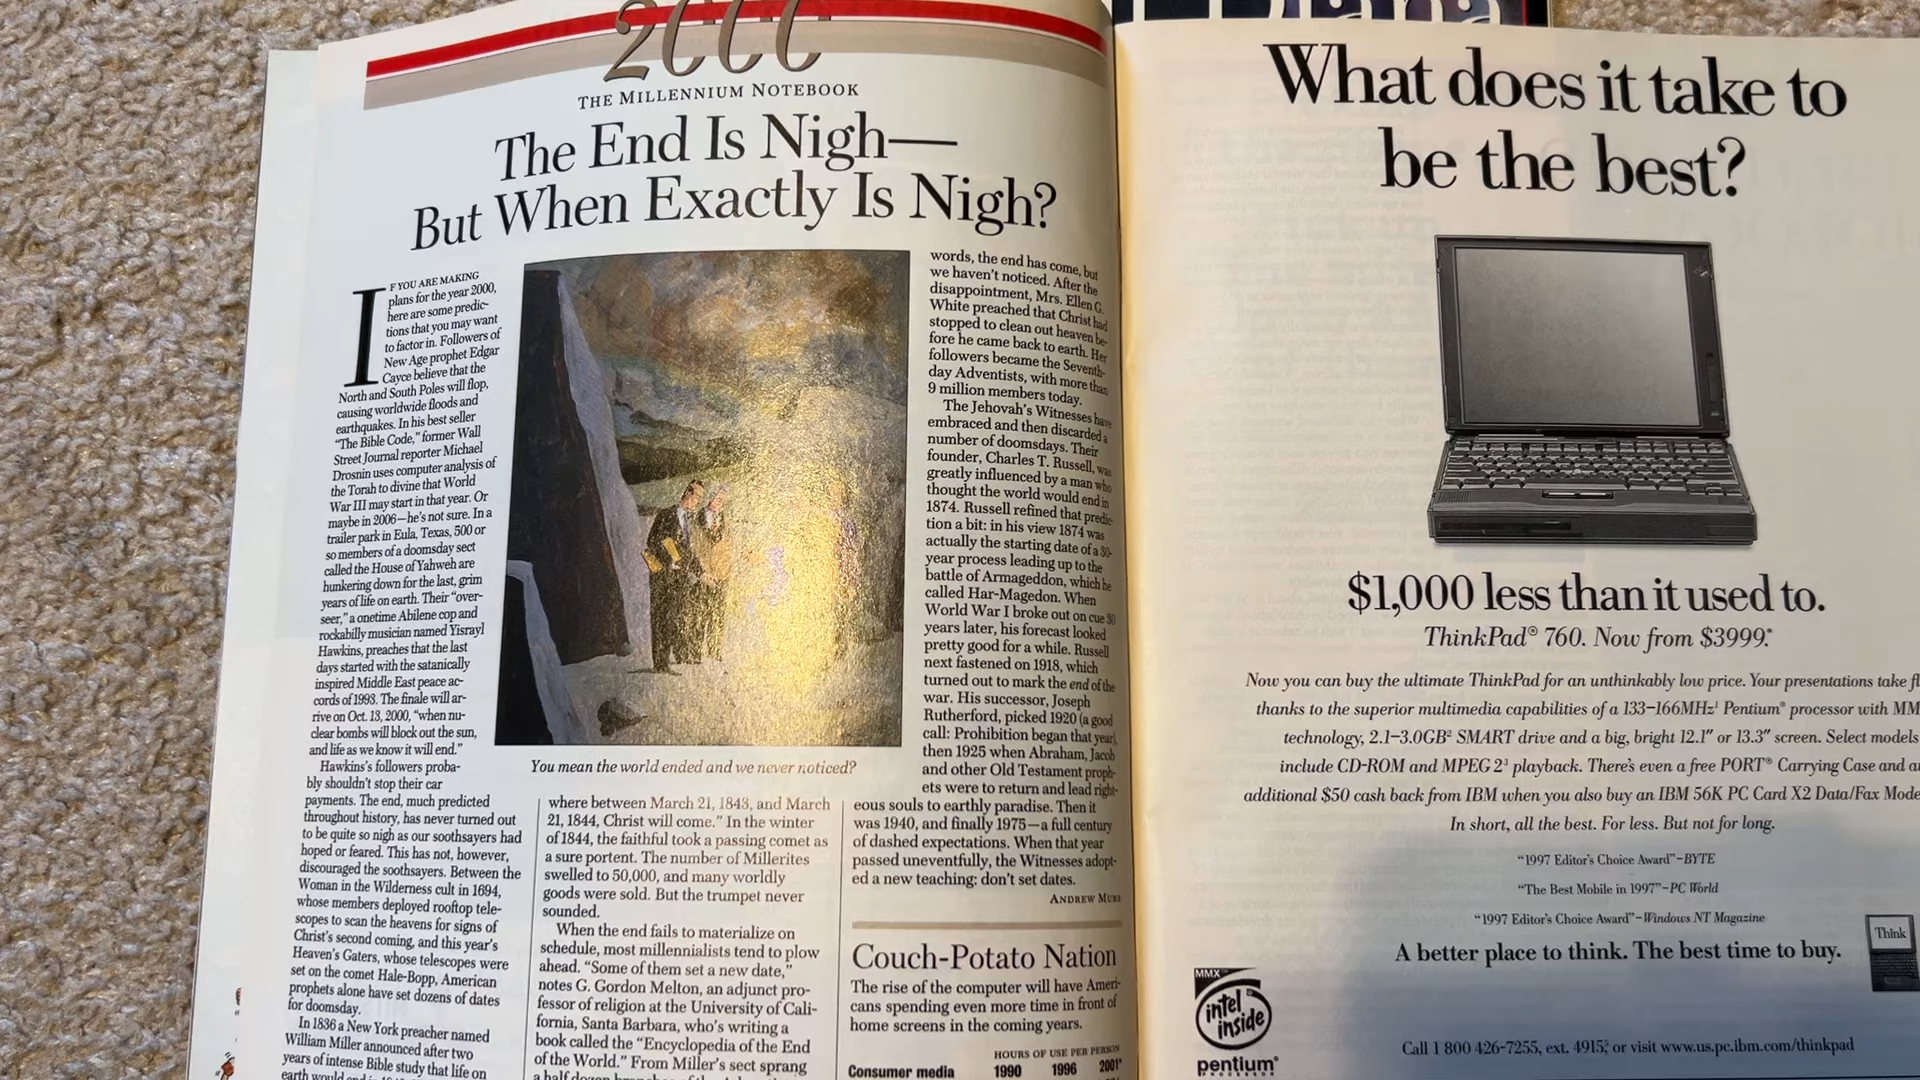 2000
THE MILLENNIUM NOTEBOOK
The End Is Nigh—
But When Exactly Is Nigh?
IF YOU ARE MAKING
plans for the year 2000,
here are some predic-
tions that you may want
to factor in. Followers of
New Age prophet Edgar
Cayce believe that the
North and South Poles will flop,
causing worldwide floods and
earthquakes. In his best seller
"The Bible Code," former Wall
Street Journal reporter Michael
Drosnin uses computer analysis of
the Torah to divine that World
War III may start in that year. Or
maybe in 2006—he's not sure. In a
trailer park in Eula, Texas, 500 or
so members of a doomsday sect
called the House of Yahweh are
hunkering down for the last, grim
years of life on earth. Their "over-
seer," a onetime Abilene cop and
rockabilly musician named Yisrayl
Hawkins, preaches that the last
days started with the satanically
inspired Middle East peace ac-
cords of 1993. The finale will ar-
rive on Oct. 13, 2000, "when nu-
clear bombs will block out the sun,
and life as we know it will end."
Hawkins's followers proba-
bly shouldn't stop their car
payments. The end, much predicted
throughout history, has never turned out
to be quite so nigh as our soothsayers had
hoped or feared. This has not, however,
discouraged the soothsayers. Between the
Woman in the Wilderness cult in 1694,
whose members deployed rooftop tele-
scopes to scan the heavens for signs of
Christ's second coming, and this year's
Heaven's Gaters, whose telescopes were
set on the comet Hale-Bopp, American
prophets alone have set dozens of dates
for doomsday.
In 1836 a New York preacher named
William Miller announced after two
years of intense Bible study that life on
earth would end in
You mean the world ended and we never noticed?
where between March 21, 1843, and March
21, 1844, Christ will come." In the winter
of 1844, the faithful took a passing comet as
a sure portent. The number of Millerites
swelled to 50,000, and many worldly
goods were sold. But the trumpet never
sounded.
When the end fails to materialize on
schedule, most millennialists tend to plow
ahead. "Some of them set a new date,"
notes G. Gordon Melton, an adjunct pro-
fessor of religion at the University of Cali-
fornia, Santa Barbara, who's writing a
book called the "Encyclopedia of the End
of the World." From Miller's sect sprang
a half dozen
words, the end has come, but
we haven't noticed. After the
disappointment, Mrs. Ellen G.
White preached that Christ had
stopped to clean out heaven be-
fore he came back to earth. Her
followers became the Seventh-
day Adventists, with more than
9 million members today.
The Jehovah's Witnesses have
embraced and then discarded a
number of doomsdays. Their
founder, Charles T. Russell, was
greatly influenced by a man who
thought the world would end in
1874. Russell refined that predic-
tion a bit: in his view 1874 was
actually the starting date of a 30-
year process leading up to the
battle of Armageddon, which he
called Har-Magedon. When
World War I broke out on cue 30
years later, his forecast looked
pretty good for a while. Russell
next fastened on 1918, which
turned out to mark the end of the
war. His successor, Joseph
Rutherford, picked 1920 (a good
call: Prohibition began that year),
then 1925 when Abraham, Jacob
and other Old Testament proph-
ets were to return and lead right-
eous souls to earthly paradise. Then it
was 1940, and finally 1975—a full century
of dashed expectations. When that year
passed uneventfully, the Witnesses adopt-
ed a new teaching: don't set dates.
ANDREW
Couch-Potato Nation
The rise of the computer will have Ameri-
cans spending even more time in front of
home screens in the coming years.
HOURS OF USE PER PERSON
Consumer media 1990 1996 2001*
Diana
What does it take to
be the best?
$1,000 less than it used to.
ThinkPad® 760. Now from $3999.*
Now you can buy the ultimate ThinkPad for an unthinkably low price. Your presentations take
thanks to the superior multimedia capabilities of a 133–166MHz¹ Pentium® processor with
technology, 2.1–3.0GB² SMART drive and a big, bright 12.1" or 13.3" screen. Select models
include CD-ROM and MPEG 2³ playback. There's even a free PORT® Carrying Case and
additional $50 cash back from IBM when you also buy an IBM 56K PC Card X2 Data/Fax
In short, all the best. For less. But not for long.
"1997 Editor's Choice Award"–BYTE
"The Best Mobile in 1997"–PC World
"1997 Editor's Choice Award"–Windows NT Magazine
A better place to think. The best time to buy.
Think
MMX™
intel
inside
pentium®
PROCESSOR
Call 1 800 426-7255, ext. 4915, or visit www.us.pc.ibm.com/thinkpad